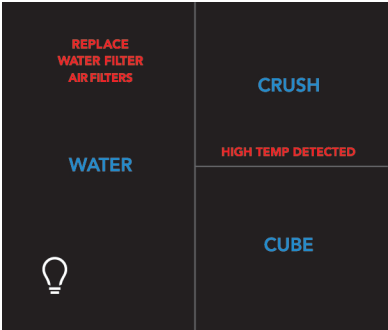 REPLACE
WATER FILTER
AIR FILTERS
WATER
CRUSH
HIGH TEMP DETECTED
CUBE